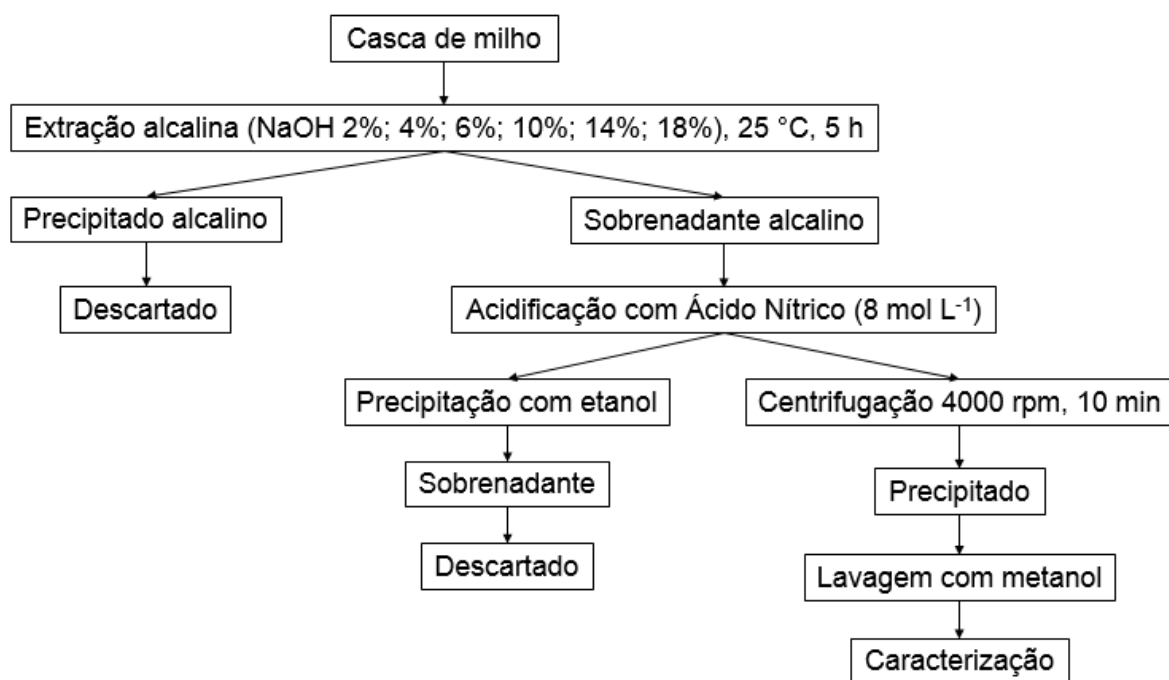 Casca de milho
Extração alcalina (NaOH 2%; 4%; 6%; 10%; 14%; 18%), 25 °C, 5 h
Precipitado alcalino
Sobrenadante alcalino
Descartado
Acidificação com Ácido Nítrico (8 mol L⁻¹)
Precipitação com etanol
Centrifugação 4000 rpm, 10 min
Sobrenadante
Precipitado
Descartado
Lavagem com metanol
Caracterização